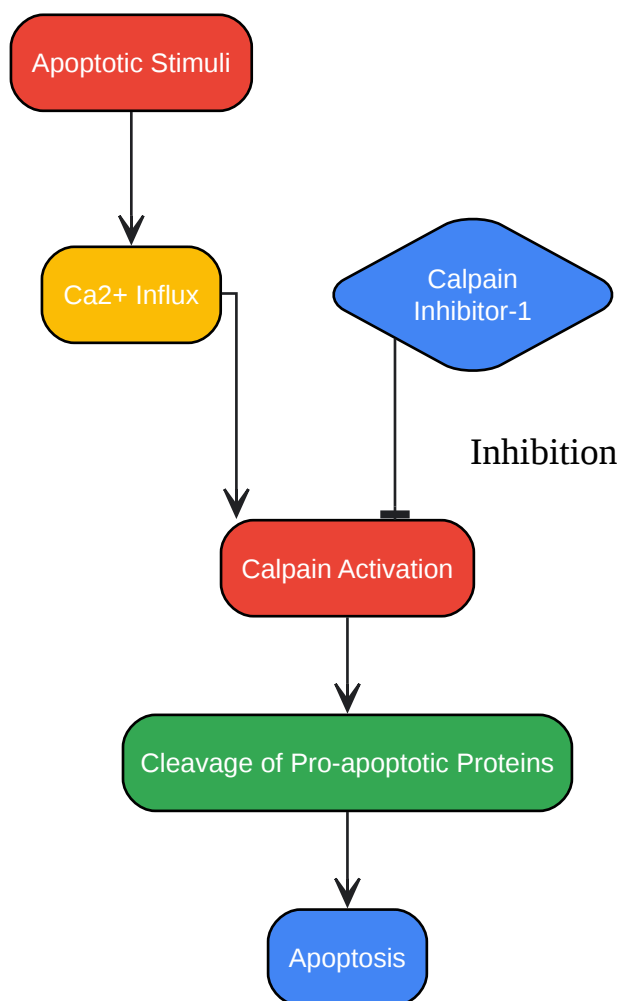 Apoptotic Stimuli
Ca2+ Influx
Calpain
Inhibitor-1
Inhibition
Calpain Activation
Cleavage of Pro-apoptotic Proteins
Apoptosis